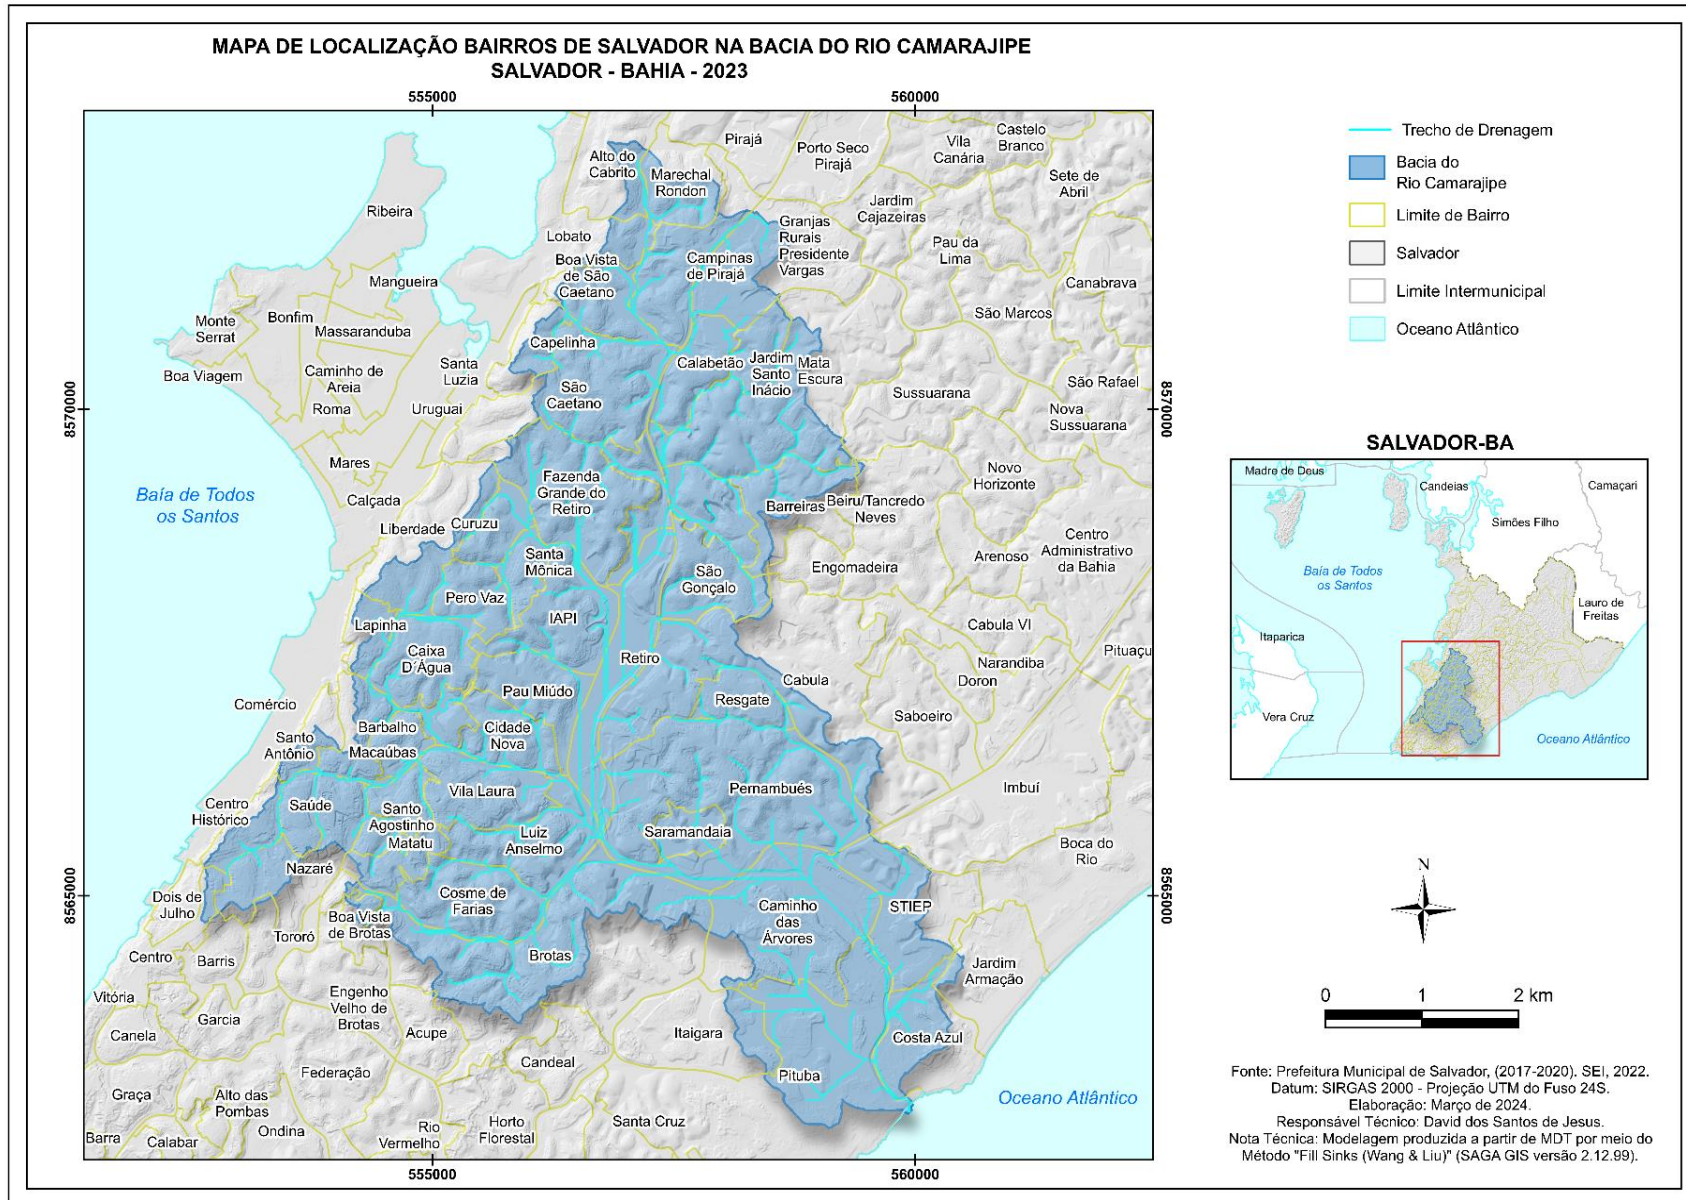 MAPA DE LOCALIZAÇÃO BAIRROS DE SALVADOR NA BACIA DO RIO CAMARAJIPE
SALVADOR - BAHIA - 2023
555000
560000
Pirajá
Porto Seco
Pirajá
Vila
Canária
Castelo
Branco
Alto do
Cabrito
Marechal
Rondon
Sete de
Abril
Jardim
Cajazeiras
Ribeira
Granjas
Rurais
Presidente
Vargas
Lobato
Pau da
Lima
Boa Vista
de São
Caetano
Campinas
de Pirajá
Mangueira
Canabrava
Monte
Serrat
Bonfim
Massaranduba
São Marcos
Capelinha
Calabetão
Jardim
Santo
Inácio
Mata
Escura
Santa
Luzia
Boa Viagem
Caminho de
Areia
São
Caetano
Sussuarana
São Rafael
Roma
Uruguai
Nova
Sussuarana
8570000
8570000
Mares
Fazenda
Grande do
Retiro
Novo
Horizonte
Baía de Todos
os Santos
Calçada
Barreiras
Beiru/Tancredo
Neves
Liberdade
Curuzu
Centro
Administrativo
da Bahia
Santa
Mônica
São
Gonçalo
Engomadeira
Arenoso
Pero Vaz
Lapinha
IAPI
Cabula VI
Caixa
D´Água
Retiro
Narandiba
Pituaçu
Doron
Cabula
Pau Miúdo
Resgate
Comércio
Saboeiro
Barbalho
Cidade
Nova
Santo
Antônio
Macaúbas
Imbuí
Vila Laura
Pernambués
Centro
Histórico
Saúde
Santo
Agostinho
Matatu
Luiz
Anselmo
Saramandaia
Boca do
Rio
Nazaré
8565000
8565000
Dois de
Julho
Cosme de
Farias
Caminho
das
Árvores
STIEP
Boa Vista
de Brotas
Tororó
Centro
Barris
Brotas
Jardim
Armação
Vitória
Engenho
Velho de
Brotas
Canela
Garcia
Acupe
Itaigara
Costa Azul
Candeal
Federação
Pituba
Graça
Alto das
Pombas
Oceano Atlântico
Barra
Calabar
Ondina
Rio
Vermelho
Horto
Florestal
Santa Cruz
555000
560000
Trecho de Drenagem
Bacia do
Rio Camarajipe
Limite de Bairro
Salvador
Limite Intermunicipal
Oceano Atlântico
SALVADOR-BA
Madre de Deus
Candeias
Camaçari
Simões Filho
Baía de Todos
os Santos
Lauro de
Freitas
Itaparica
Vera Cruz
Oceano Atlântico
N
0 1 2 km
Fonte: Prefeitura Municipal de Salvador, (2017-2020). SEI, 2022.
Datum: SIRGAS 2000 - Projeção UTM do Fuso 24S.
Elaboração: Março de 2024.
Responsável Técnico: David dos Santos de Jesus.
Nota Técnica: Modelagem produzida a partir de MDT por meio do
Método "Fill Sinks (Wang & Liu)" (SAGA GIS versão 2.12.99).